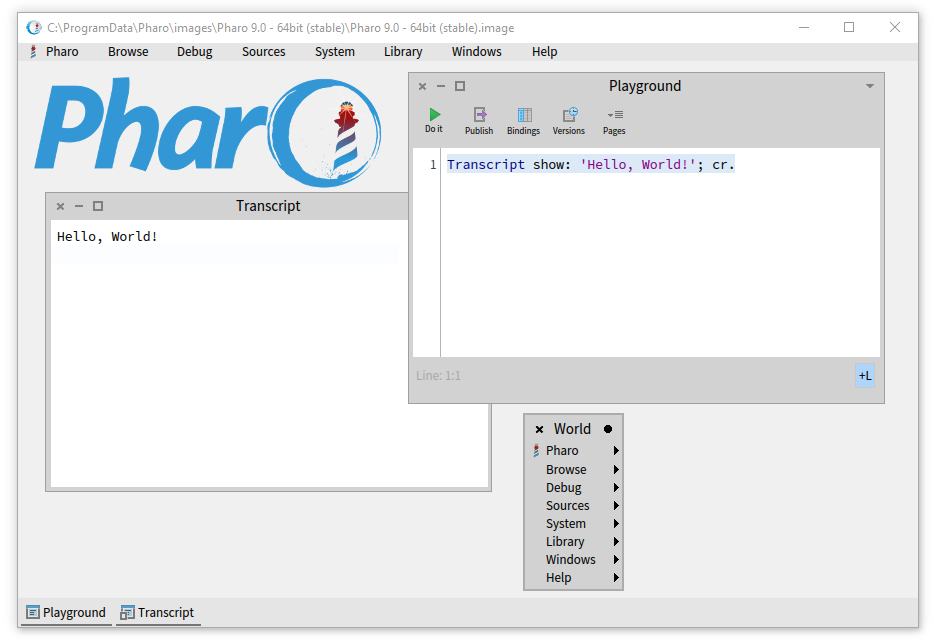 C:\ProgramData\Pharo\images\Pharo 9.0 - 64bit (stable)\Pharo 9.0 - 64bit (stable).image
Pharo Browse Debug Sources System Library Windows Help
Pharo
Playground
Do it Publish Bindings Versions Pages
1 Transcript show: 'Hello, World!'; cr.
Line: 1:1 +L
Transcript
Hello, World!
World
Pharo
Browse
Debug
Sources
System
Library
Windows
Help
Playground Transcript